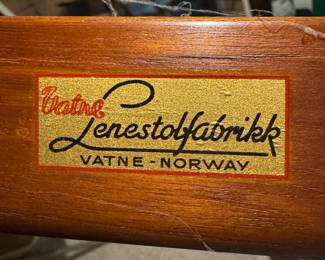 Vatne Lenestolfabrikk
VATNE - NORWAY